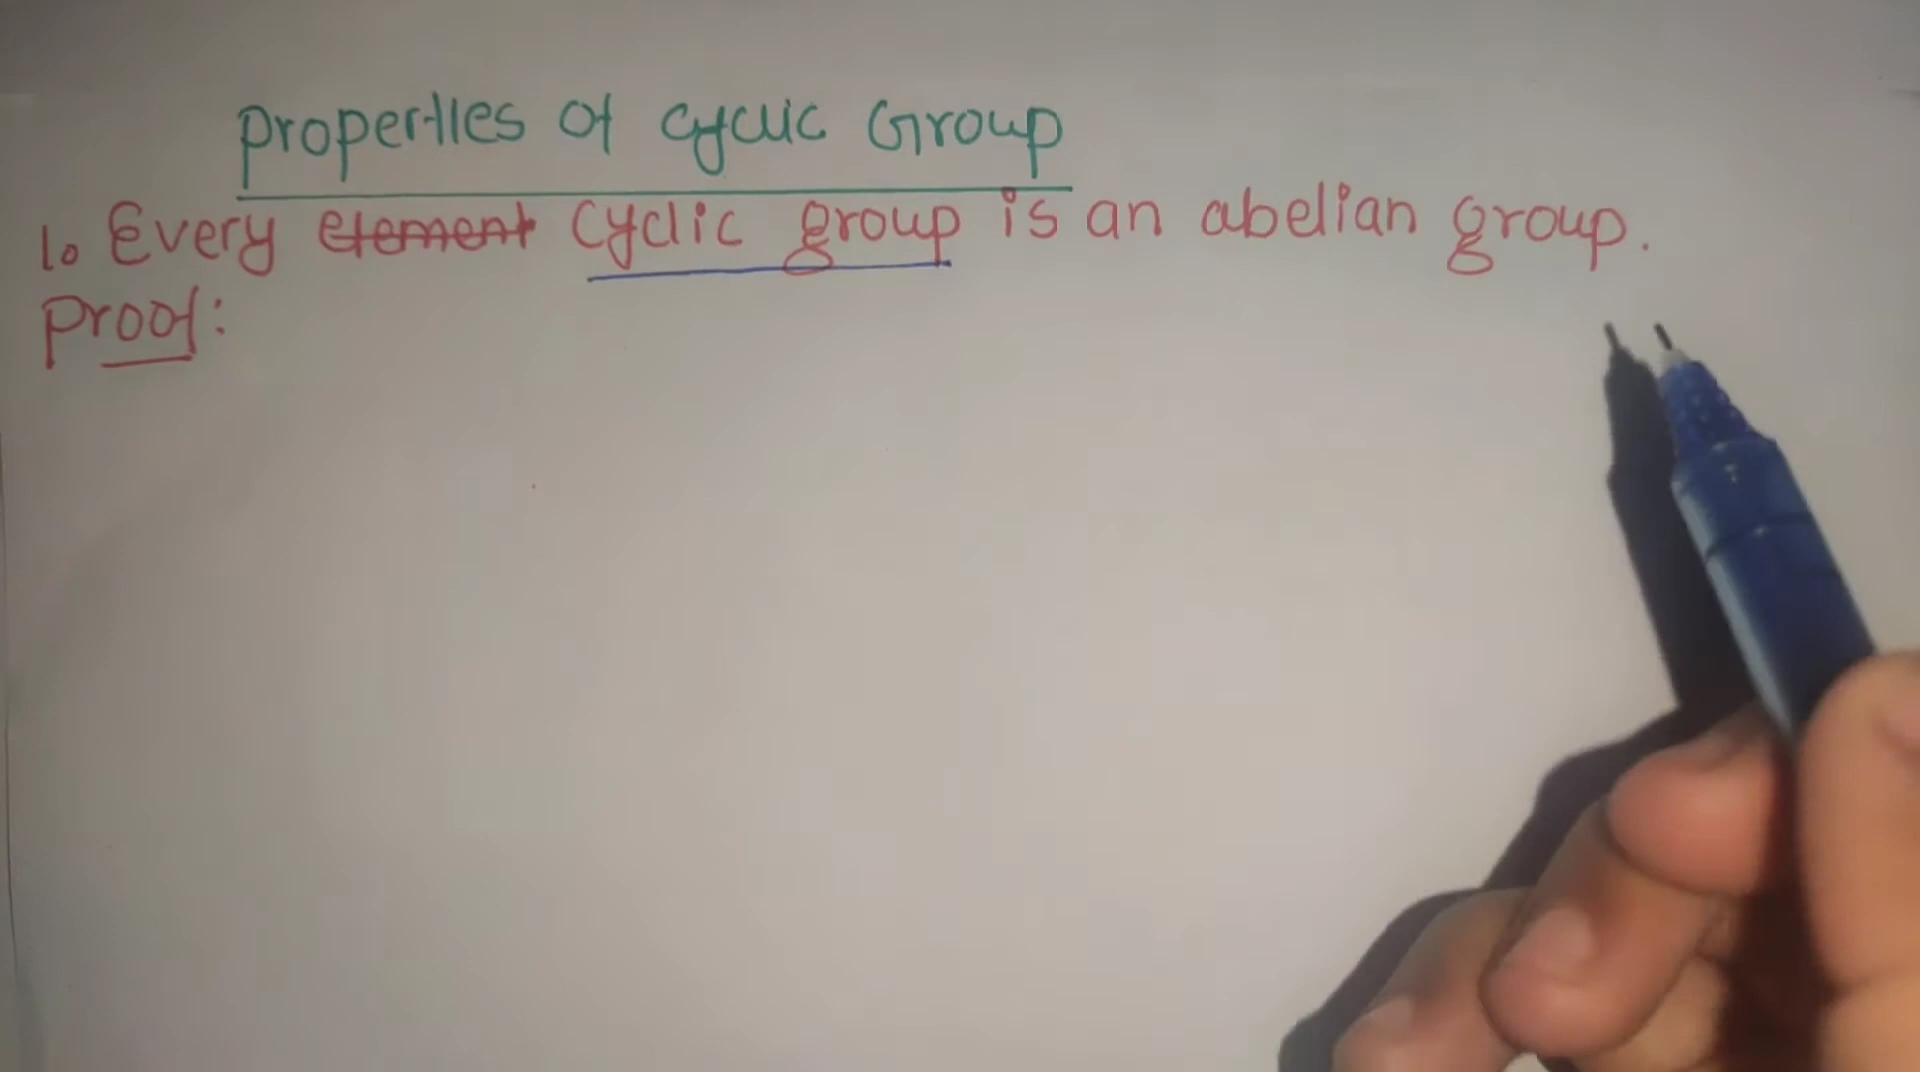 Properties of cyclic Group
1. Every element cyclic group is an abelian group.
Proof: